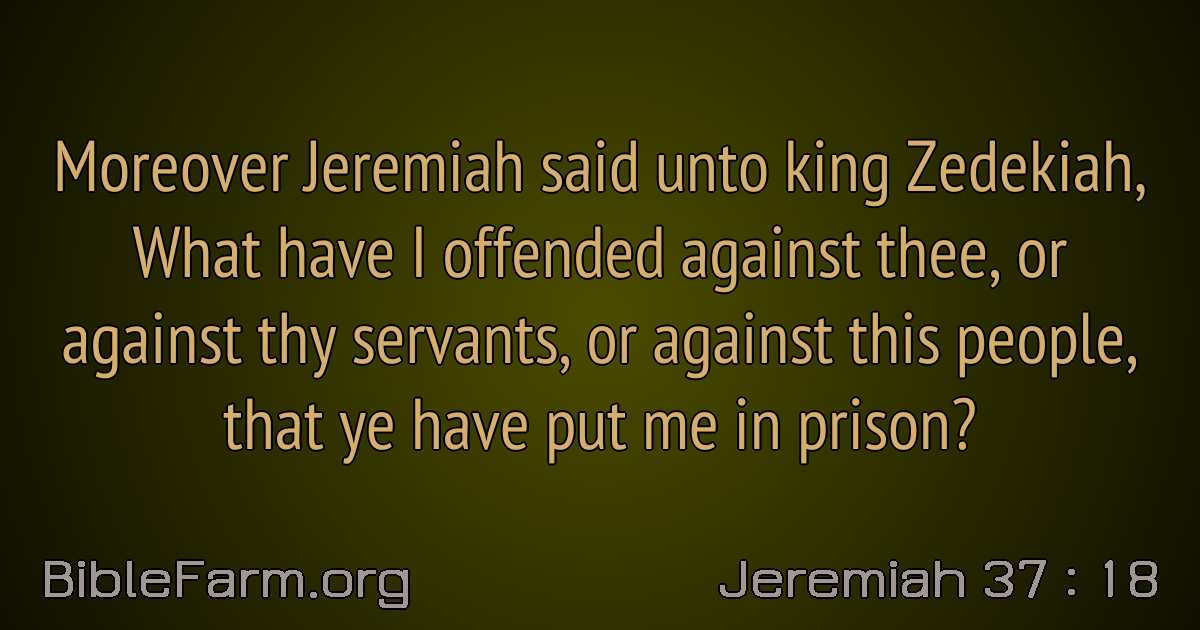 Moreover Jeremiah said unto king Zedekiah,
What have I offended against thee, or
against thy servants, or against this people,
that ye have put me in prison?
BibleFarm.org
Jeremiah 37 : 18